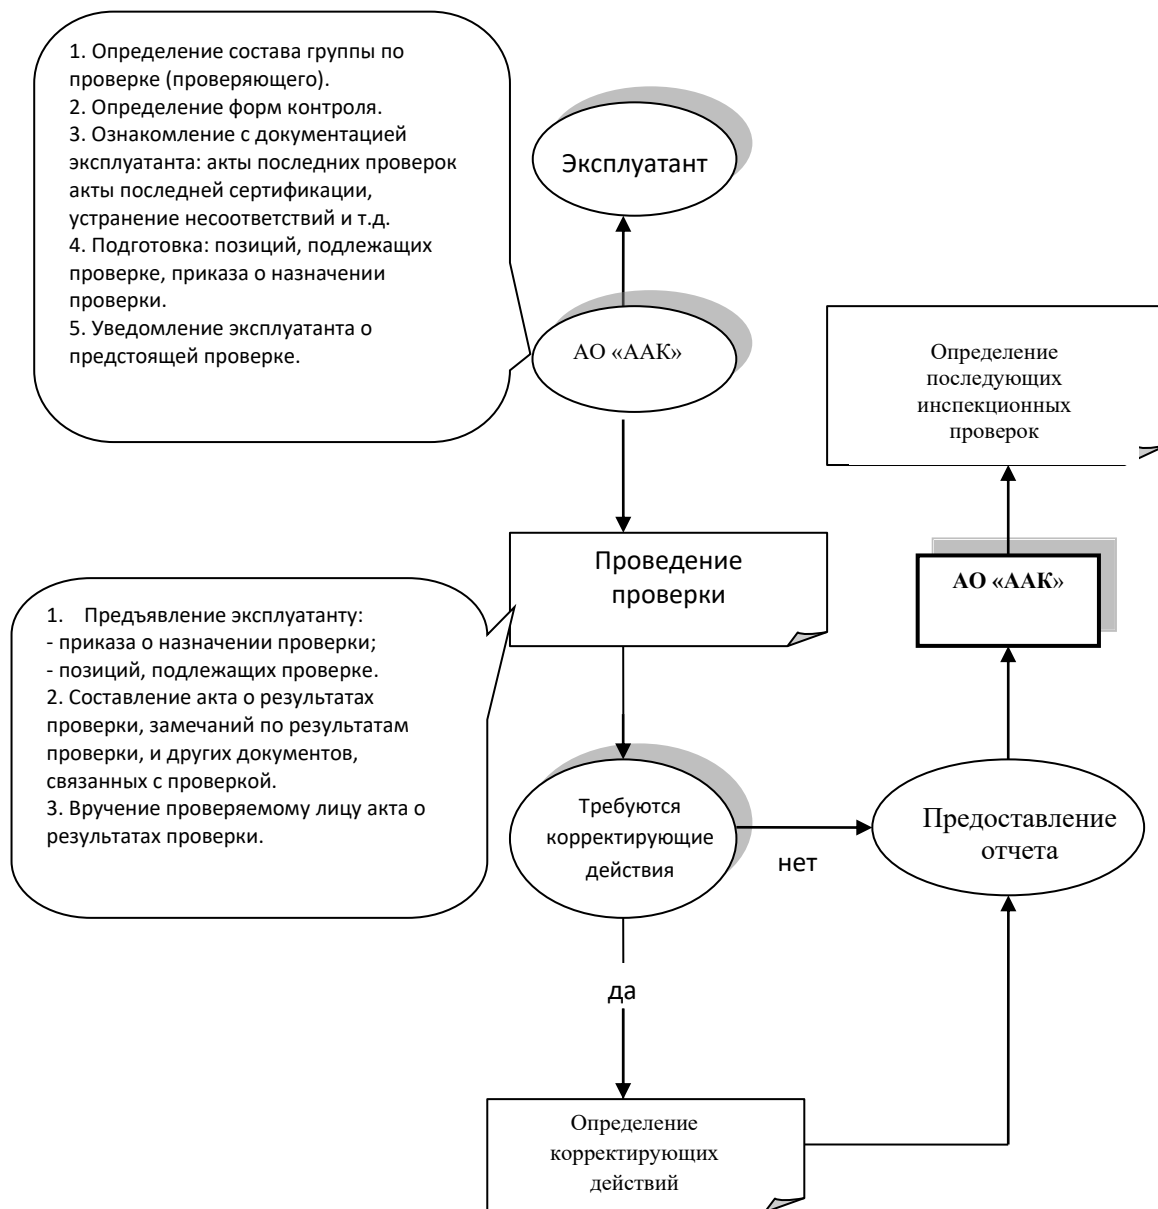 1. Определение состава группы по
проверке (проверяющего).
2. Определение форм контроля.
3. Ознакомление с документацией
эксплуатанта: акты последних проверок
акты последней сертификации,
устранение несоответствий и т.д.
4. Подготовка: позиций, подлежащих
проверке, приказа о назначении
проверки.
5. Уведомление эксплуатанта о
предстоящей проверке.
Эксплуатант
АО «ААК»
Определение
последующих
инспекционных
проверок
Проведение
проверки
АО «ААК»
1. Предъявление эксплуатанту:
- приказа о назначении проверки;
- позиций, подлежащих проверке.
2. Составление акта о результатах
проверки, замечаний по результатам
проверки, и других документов,
связанных с проверкой.
3. Вручение проверяемому лицу акта о
результатах проверки.
Требуются
корректирующие
действия
нет
Предоставление
отчета
да
Определение
корректирующих
действий